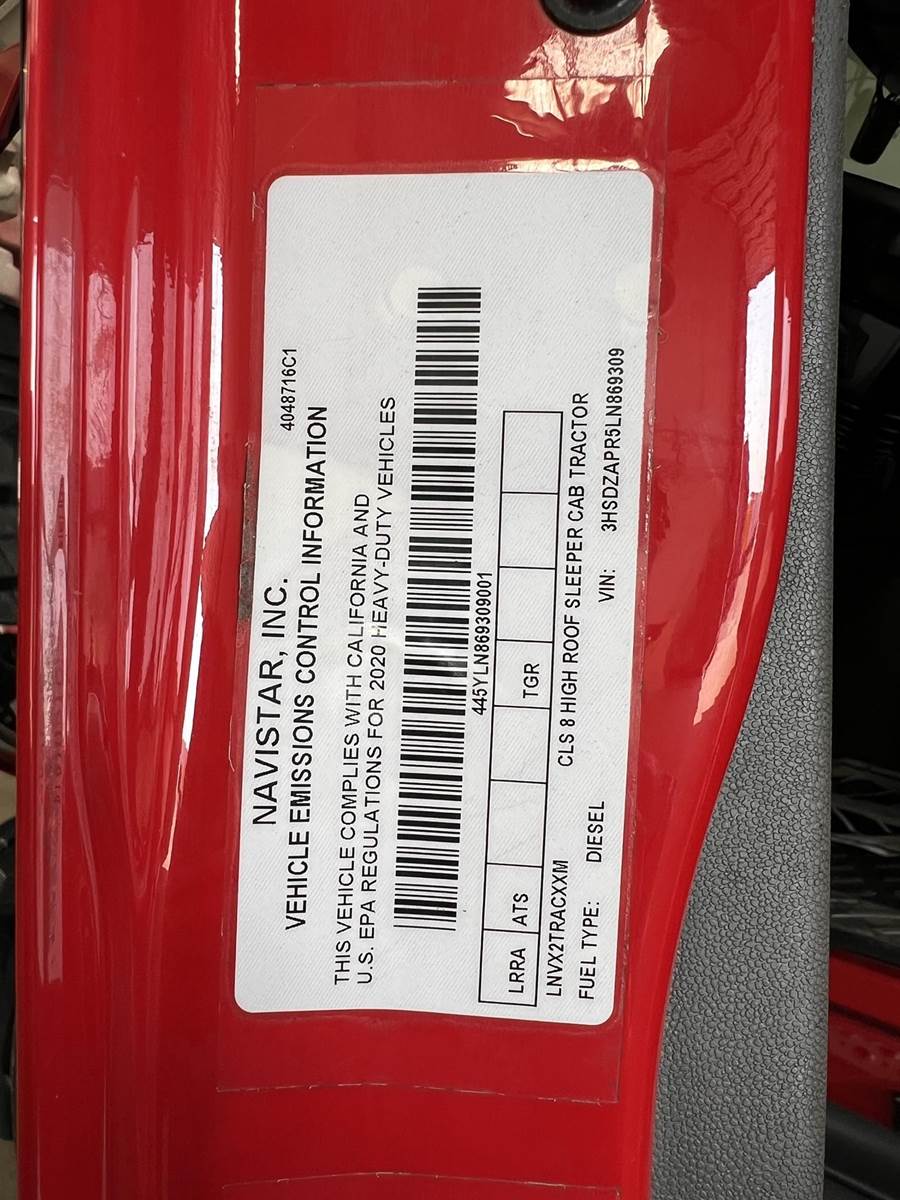 4048716C1
NAVISTAR, INC.
VEHICLE EMISSIONS CONTROL INFORMATION
THIS VEHICLE COMPLIES WITH CALIFORNIA AND
U.S. EPA REGULATIONS FOR 2020 HEAVY-DUTY VEHICLES
445YLN869309001
LRRA ATS TGR
LNVX2TRACXXM CLS 8 HIGH ROOF SLEEPER CAB TRACTOR
FUEL TYPE: DIESEL VIN: 3HSDZAPR5LN869309